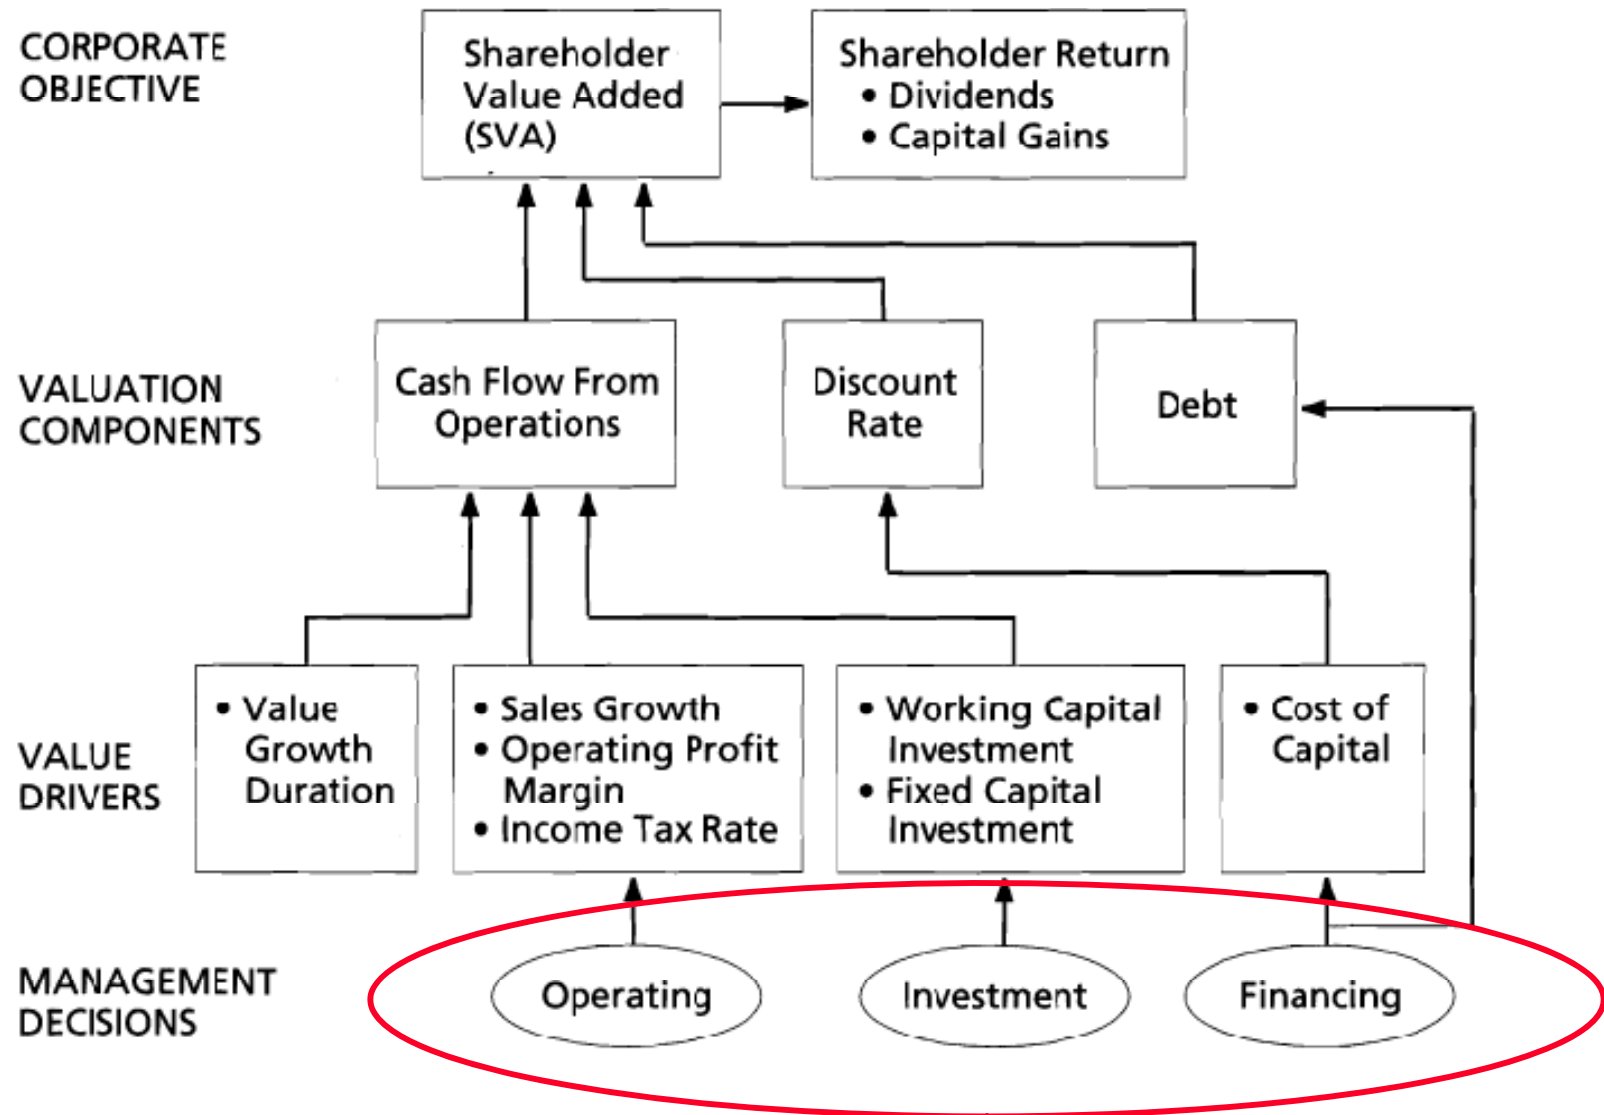 CORPORATE
OBJECTIVE
Shareholder
Value Added
(SVA)
Shareholder Return
• Dividends
• Capital Gains
VALUATION
COMPONENTS
Cash Flow From
Operations
Discount
Rate
Debt
VALUE
DRIVERS
• Value
Growth
Duration
• Sales Growth
• Operating Profit
Margin
• Income Tax Rate
• Working Capital
Investment
• Fixed Capital
Investment
• Cost of
Capital
MANAGEMENT
DECISIONS
Operating
Investment
Financing